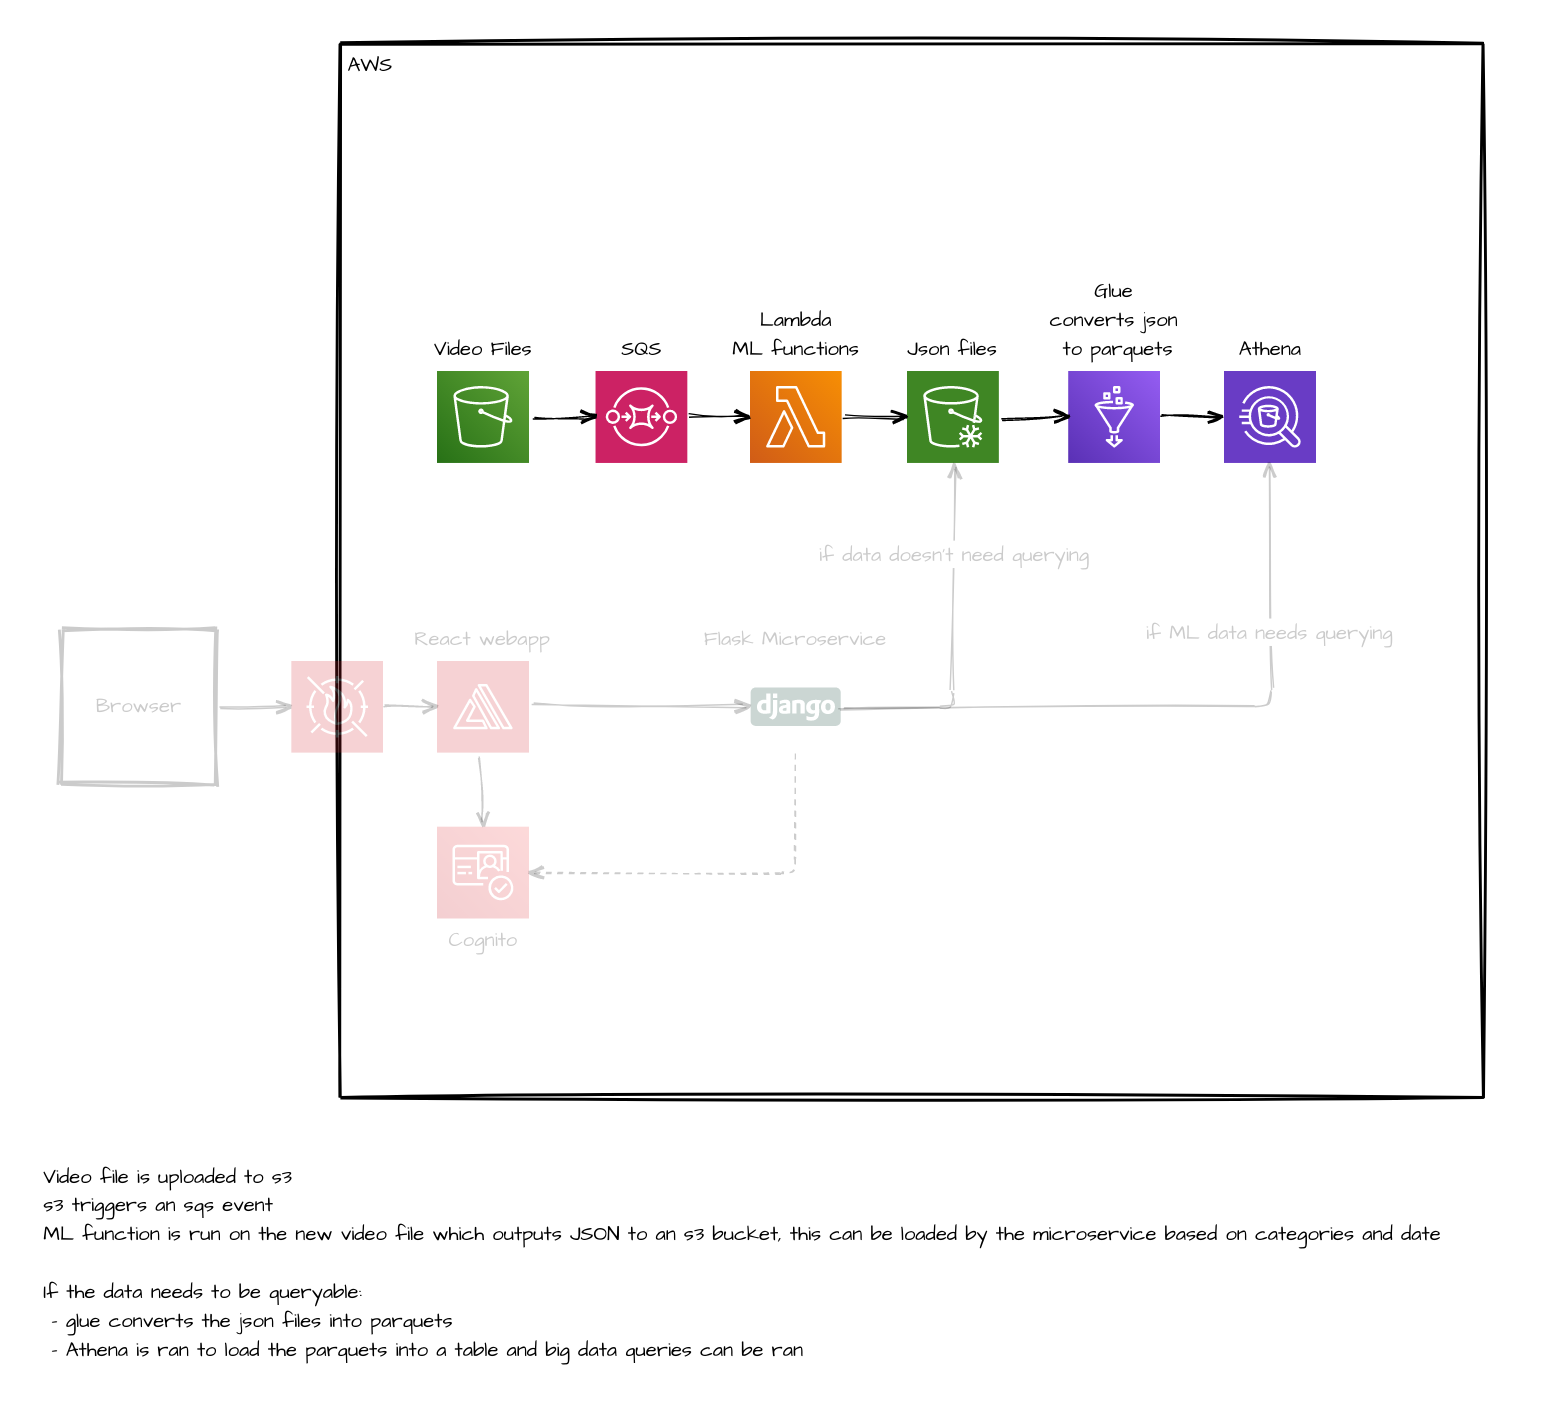 AWS
Glue
Lambda
converts json
Video Files
SQS
ML functions
Json files
to parquets
Athena
if data doesn't need querying
if ML data needs querying
React webapp
Flask Microservice
Browser
django
Cognito
Video file is uploaded to s3
s3 triggers an sqs event
ML function is run on the new video file which outputs JSON to an s3 bucket, this can be loaded by the microservice based on categories and date
If the data needs to be queryable:
- glue converts the json files into parquets
- Athena is ran to load the parquets into a table and big data queries can be ran